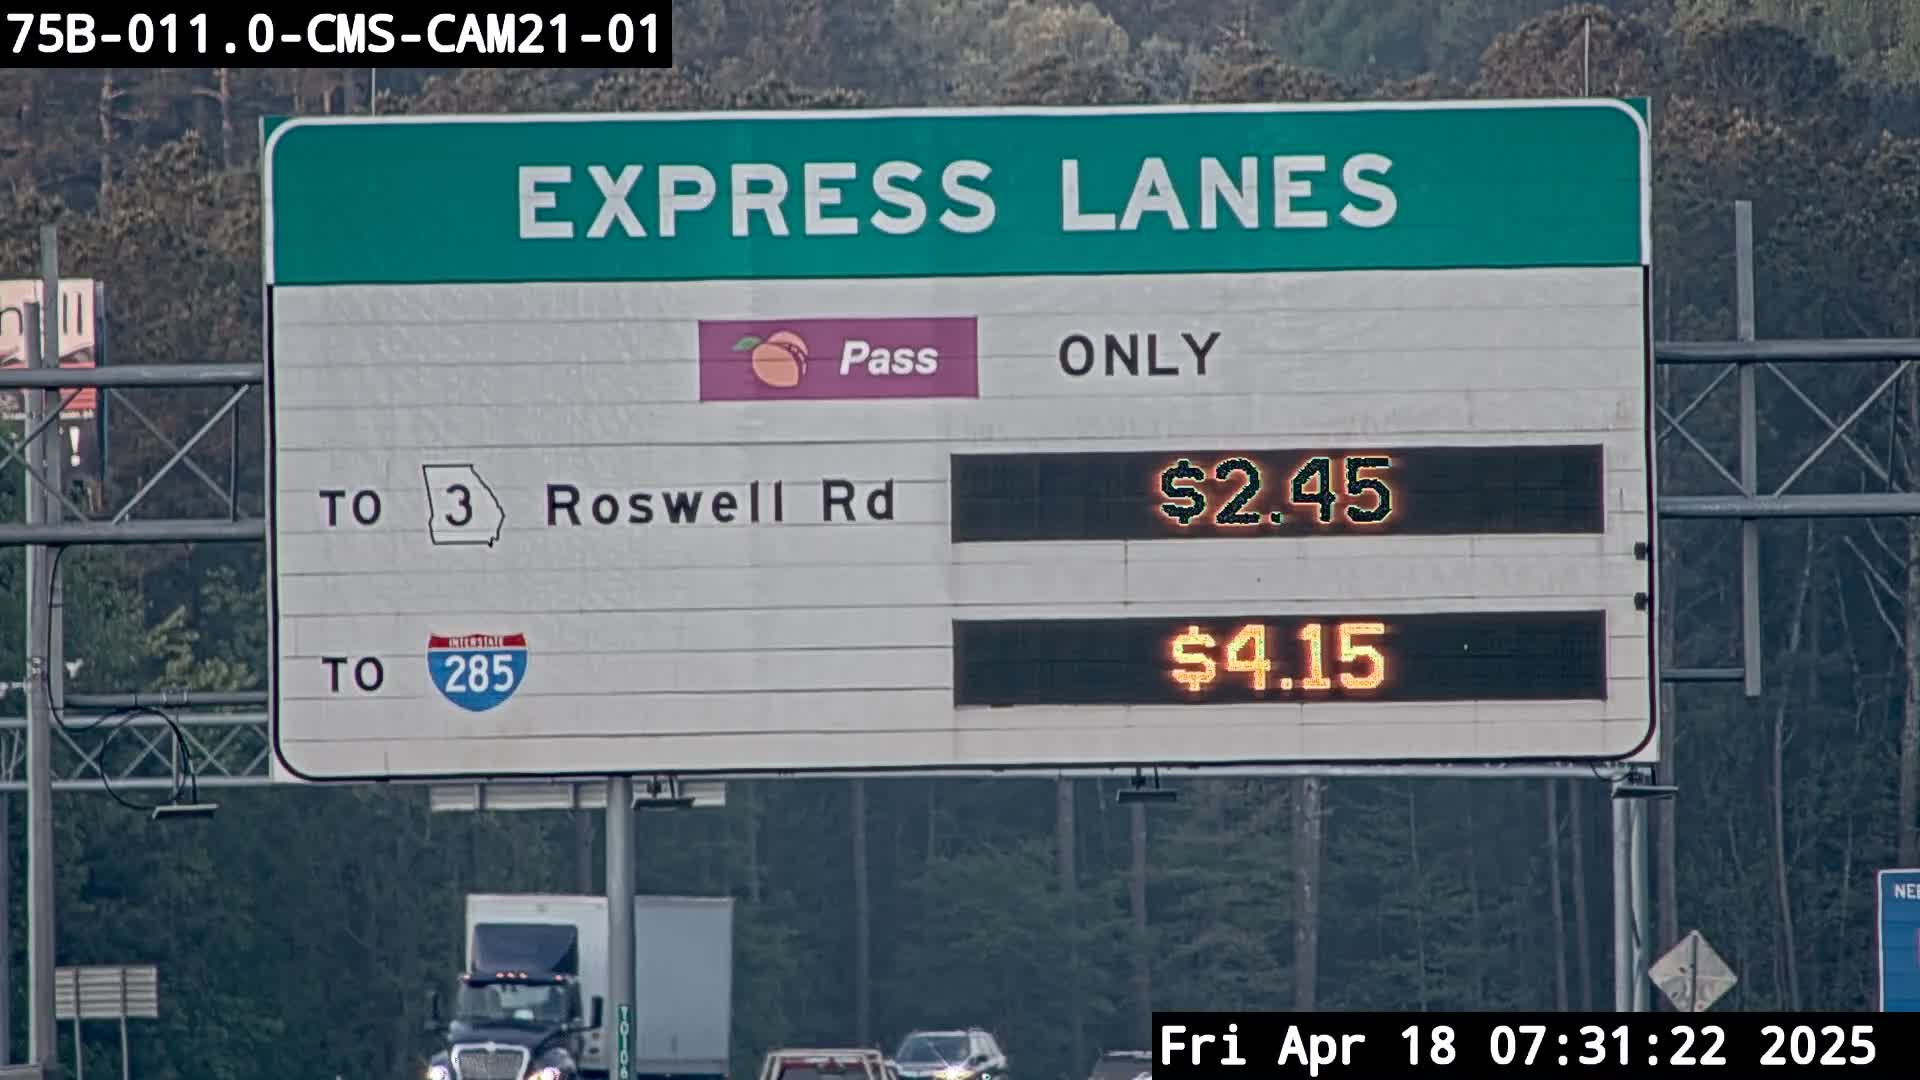 75B-011.0-CMS-CAM21-01
EXPRESS LANES
Pass ONLY
TO 3 Roswell Rd $2.45
TO INTERSTATE 285 $4.15
Fri Apr 18 07:31:22 2025